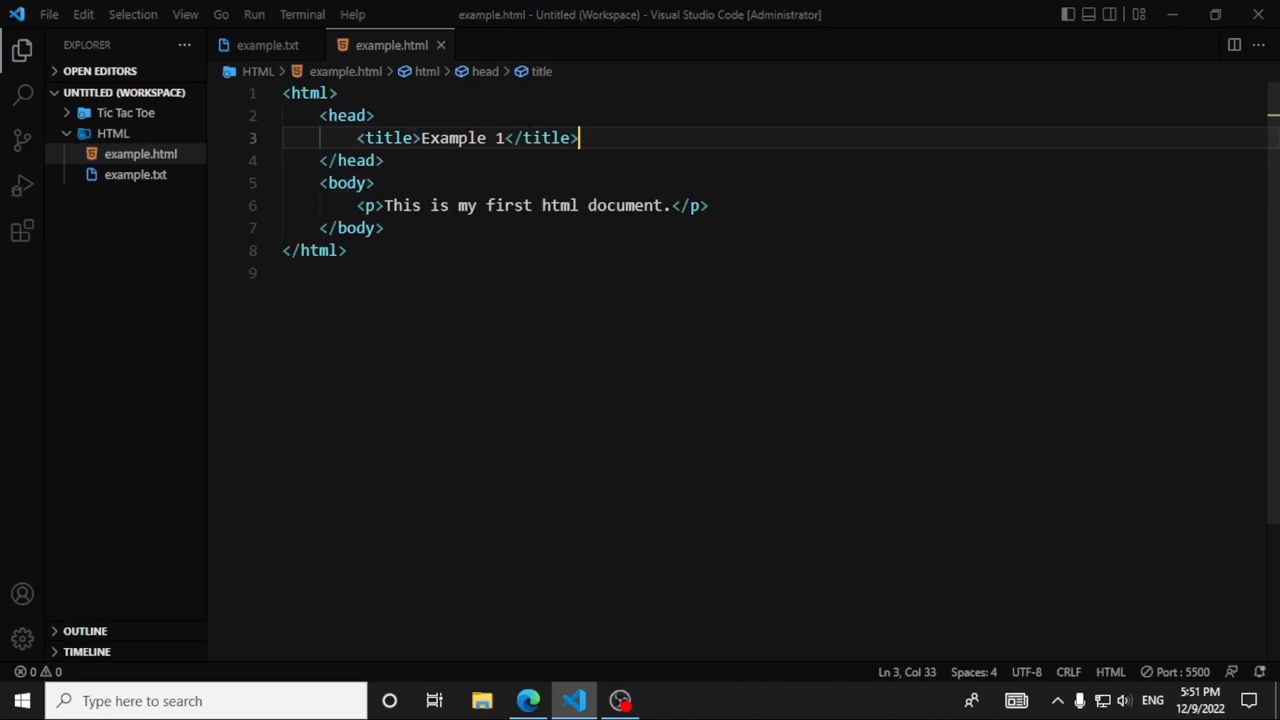 File Edit Selection View Go Run Terminal Help example.html - Untitled (Workspace) - Visual Studio Code [Administrator]
EXPLORER
example.txt example.html
OPEN EDITORS
UNTITLED (WORKSPACE)
Tic Tac Toe
HTML
example.html
example.txt
OUTLINE
TIMELINE
HTML > example.html > html > head > title
1 <html>
2 <head>
3 <title>Example 1</title>
4 </head>
5 <body>
6 <p>This is my first html document.</p>
7 </body>
8 </html>
9
0 0 Ln 3, Col 33 Spaces: 4 UTF-8 CRLF HTML Port : 5500
Type here to search ENG 5:51 PM
12/9/2022